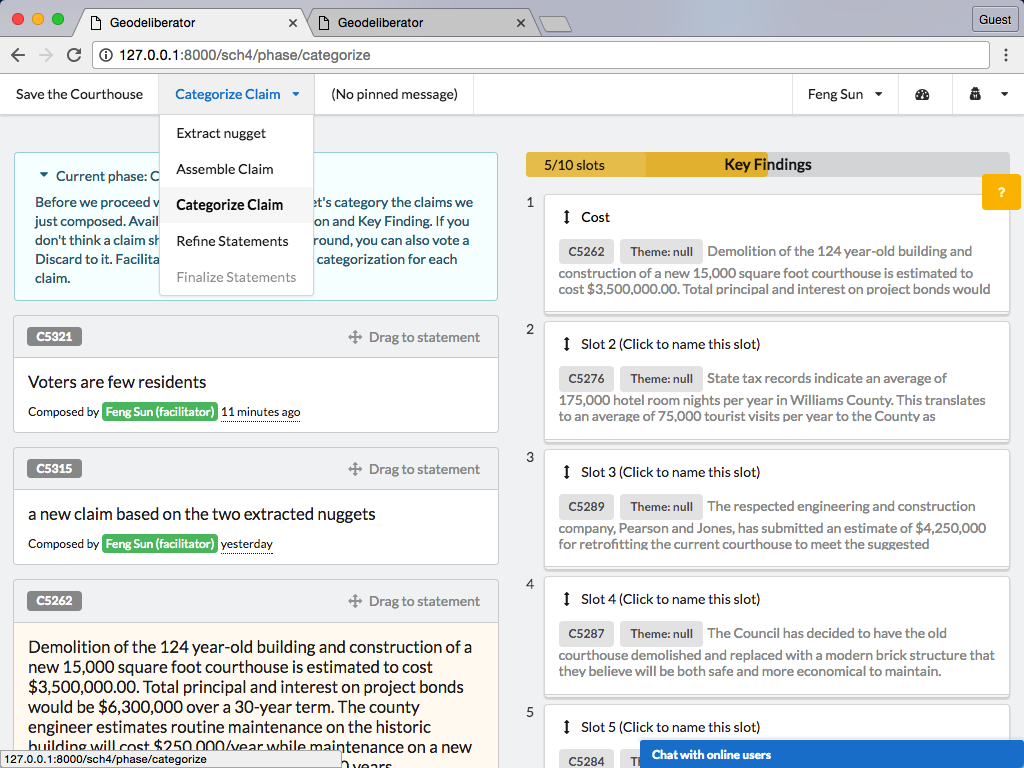 Geodeliberator
Geodeliberator
Guest
127.0.0.1:8000/sch4/phase/categorize
Save the Courthouse
Categorize Claim
(No pinned message)
Feng Sun
Extract nugget
Assemble Claim
Categorize Claim
Refine Statements
Finalize Statements
Current phase: C
Before we proceed
et's category the claims we
just composed. Avail
on and Key Finding. If you
don't think a claim sh
round, you can also vote a
Discard to it. Facilita
categorization for each
claim.
C5321
Drag to statement
Voters are few residents
Composed by Feng Sun (facilitator) 11 minutes ago
C5315
Drag to statement
a new claim based on the two extracted nuggets
Composed by Feng Sun (facilitator) yesterday
C5262
Drag to statement
Demolition of the 124 year-old building and construction of a
new 15,000 square foot courthouse is estimated to cost
$3,500,000.00. Total principal and interest on project bonds
would be $6,300,000 over a 30-year term. The county
engineer estimates routine maintenance on the historic
building will cost $250,000/year while maintenance on a new
0 years.
127.0.0.1:8000/sch4/phase/categorize
5/10 slots
Key Findings
?
1
Cost
C5262 Theme: null Demolition of the 124 year-old building and
construction of a new 15,000 square foot courthouse is estimated to
cost $3,500,000.00. Total principal and interest on project bonds would
2
Slot 2 (Click to name this slot)
C5276 Theme: null State tax records indicate an average of
175,000 hotel room nights per year in Williams County. This translates
to an average of 75,000 tourist visits per year to the County as
3
Slot 3 (Click to name this slot)
C5289 Theme: null The respected engineering and construction
company, Pearson and Jones, has submitted an estimate of $4,250,000
for retrofitting the current courthouse to meet the suggested
4
Slot 4 (Click to name this slot)
C5287 Theme: null The Council has decided to have the old
courthouse demolished and replaced with a modern brick structure that
they believe will be both safe and more economical to maintain.
5
Slot 5 (Click to name this slot)
C5284 T
Chat with online users